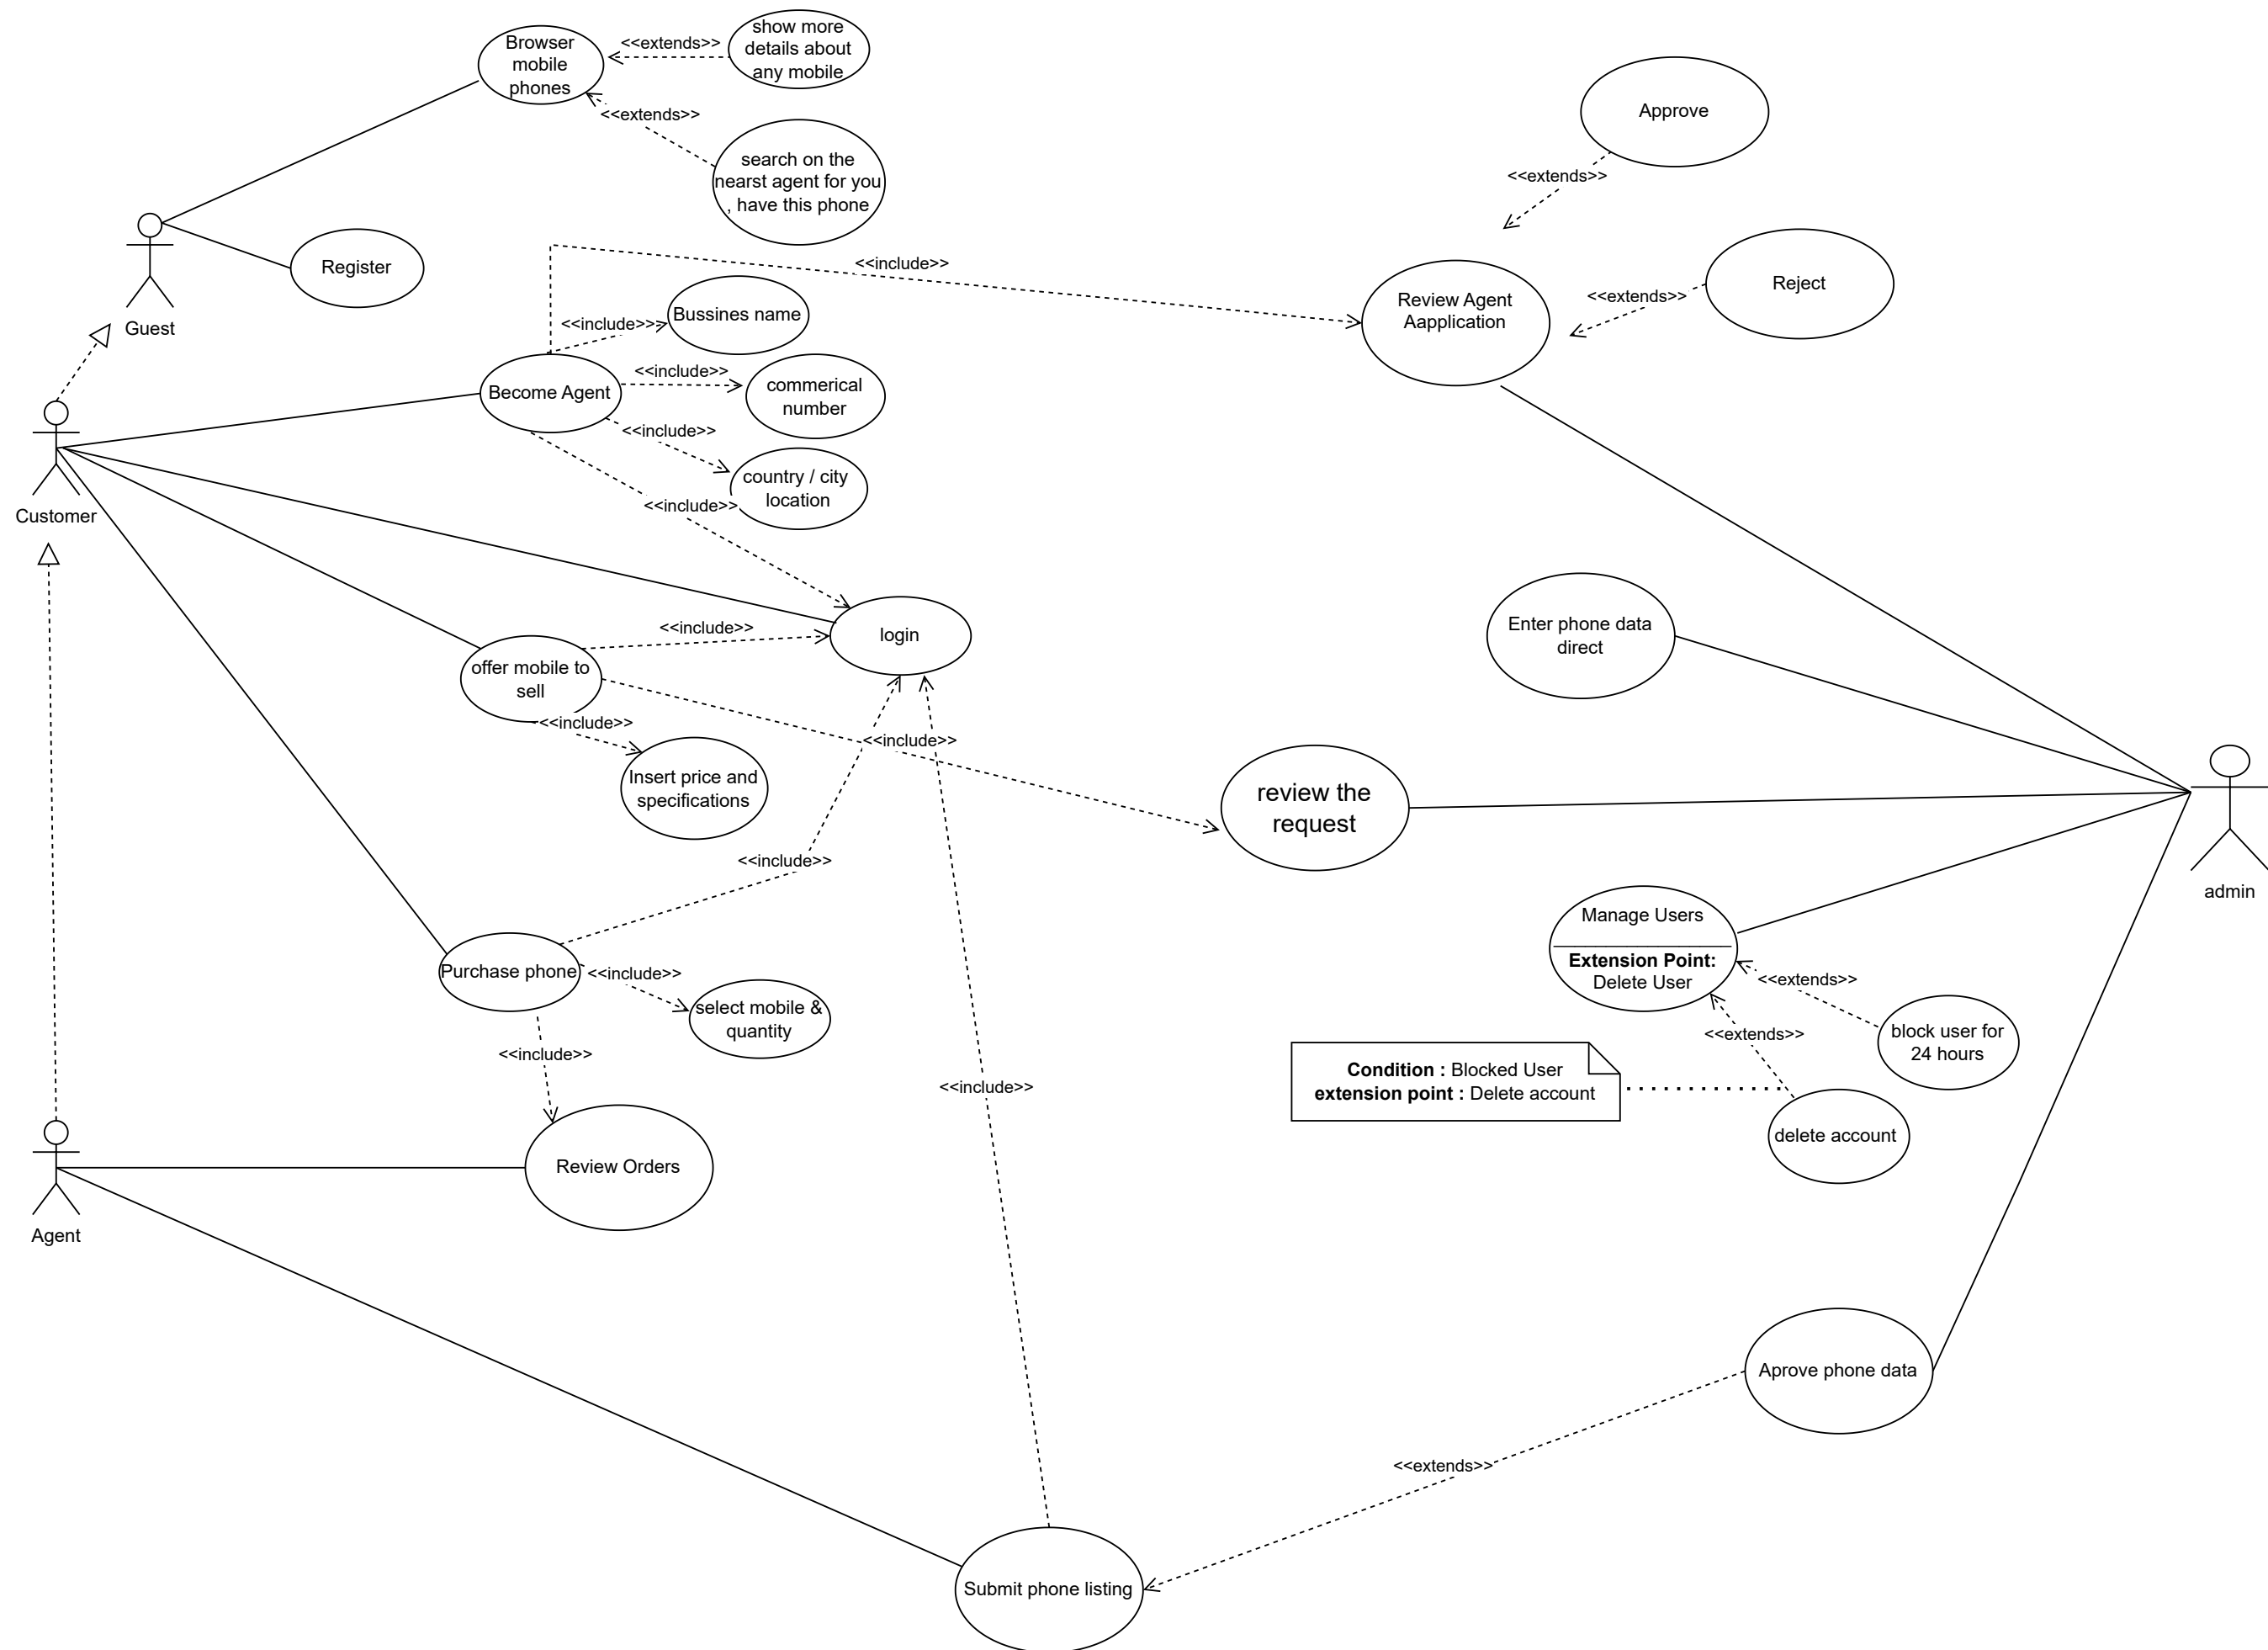 Browser
mobile
phones
<<extends>>
show more
details about
any mobile
<<extends>>
search on the
nearst agent for you
, have this phone
Approve
<<extends>>
Guest
Register
<<include>>
Review Agent
Aapplication
<<extends>>
Reject
Bussines name
<<include>>
Become Agent
<<include>>
commerical
number
<<include>>
country / city
location
<<include>>
Customer
login
<<include>>
offer mobile to
sell
<<include>>
Insert price and
specifications
<<include>>
Enter phone data
direct
review the
request
admin
<<include>>
Purchase phone
<<include>>
select mobile &
quantity
<<include>>
Manage Users
Extension Point:
Delete User
<<extends>>
block user for
24 hours
<<extends>>
Condition : Blocked User
extension point : Delete account
delete account
<<include>>
Review Orders
Agent
Aprove phone data
<<extends>>
Submit phone listing